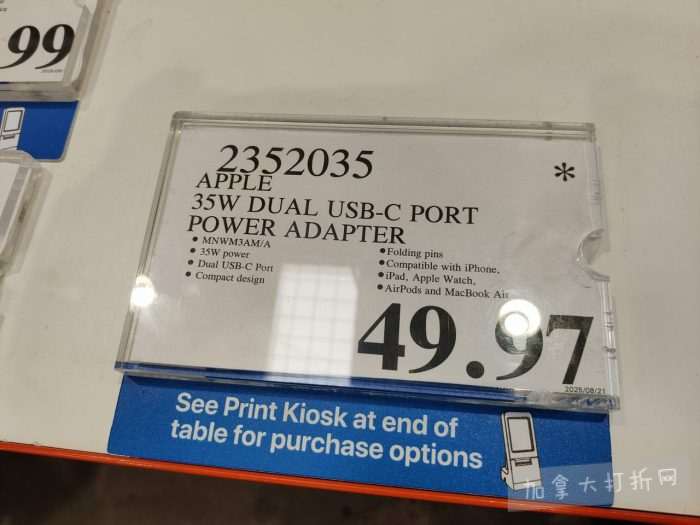 99
2352035
*
APPLE
35W DUAL USB-C PORT
POWER ADAPTER
• MNWM3AM/A
• 35W power
• Dual USB-C Port
• Compact design
• Folding pins
• Compatible with iPhone,
• iPad, Apple Watch,
• AirPods and MacBook Air
49.97
2025/08/21
See Print Kiosk at end of
table for purchase options
加拿大打折网